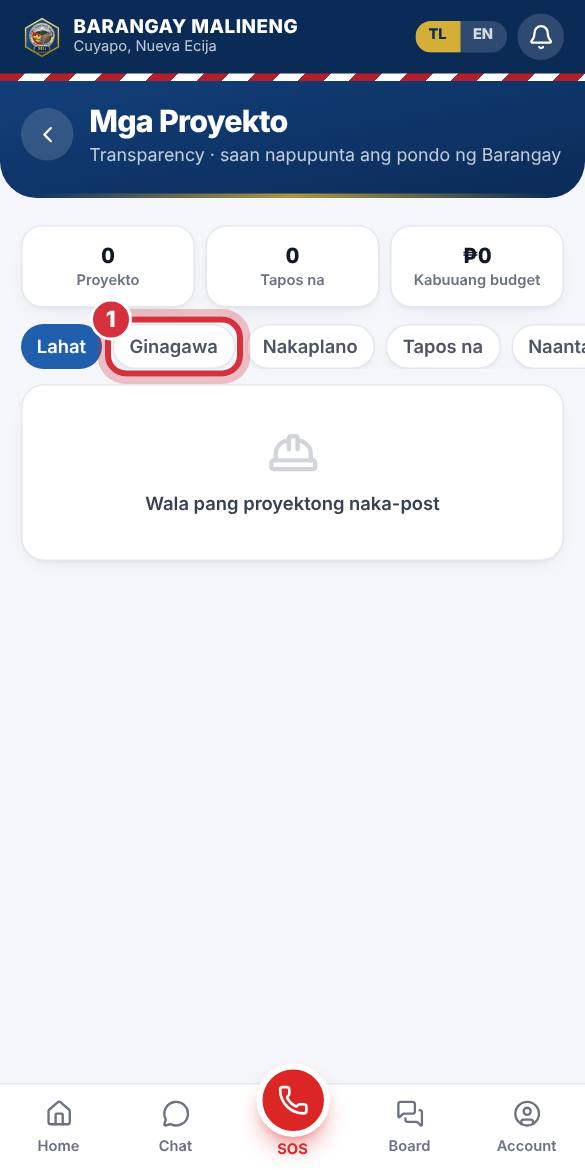 BARANGAY MALINENG
Cuyapo, Nueva Ecija
TL EN
Mga Proyekto
Transparency · saan napupunta ang pondo ng Barangay
0
Proyekto
0
Tapos na
₱0
Kabuuang budget
1
Lahat
Ginagawa
Nakaplano
Tapos na
Wala pang proyektong naka-post
Home
Chat
SOS
Board
Account